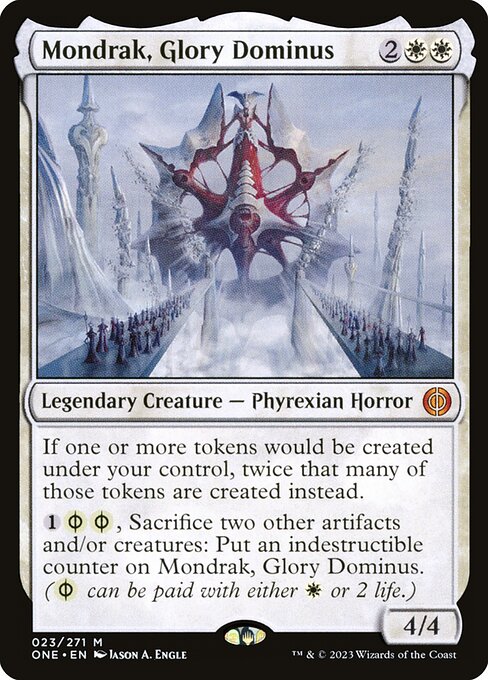 Mondrak, Glory Dominus 2
Legendary Creature — Phyrexian Horror
If one or more tokens would be created
under your control, twice that many of
those tokens are created instead.
1, Sacrifice two other artifacts
and/or creatures: Put an indestructible
counter on Mondrak, Glory Dominus.
( can be paid with either or 2 life.)
4/4
023/271 M
ONE • EN Jason A. Engle
™ & © 2023 Wizards of the Coast